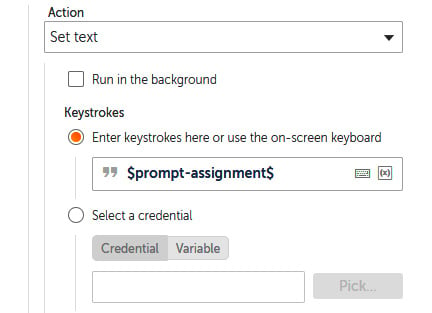 Action
Set text
Run in the background
Keystrokes
Enter keystrokes here or use the on-screen keyboard
$prompt-assignment$
(x)
Select a credential
Credential Variable
Pick...